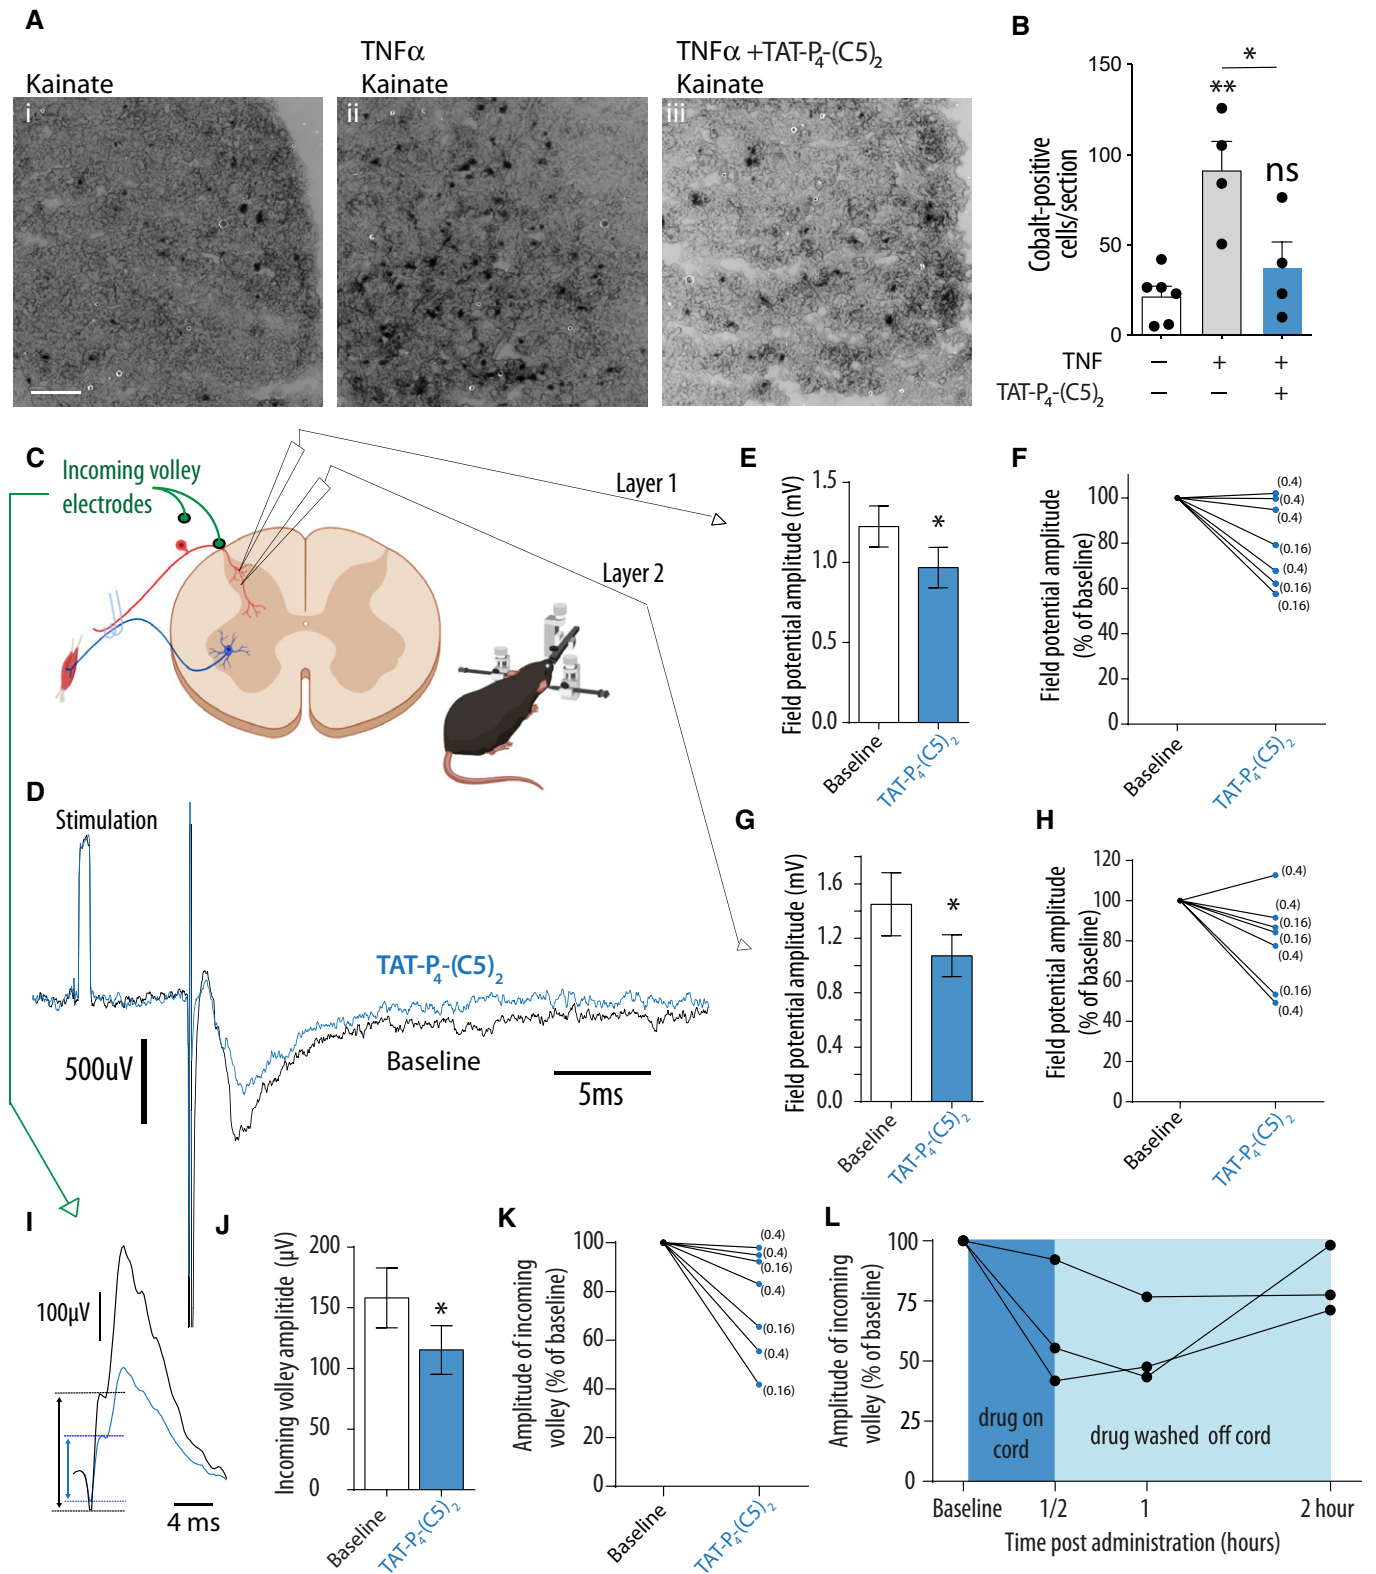 A
Kainate
i
TNFα
Kainate
ii
TNFα +TAT-P4-(C5)2
Kainate
iii
B
Cobalt-positive
cells/section
150
100
50
0
*
**
ns
TNF − + +
TAT-P4-(C5)2 − − +
C
Incoming volley
electrodes
Layer 1
Layer 2
D
Stimulation
TAT-P4-(C5)2
Baseline
500uV
5ms
E
Field potential amplitude (mV)
1.5
1.0
0.5
0.0
*
Baseline
TAT-P4-(C5)2
F
Field potential amplitude
(% of baseline)
100
80
60
40
20
0
(0.4)
(0.4)
(0.4)
(0.16)
(0.4)
(0.16)
(0.16)
Baseline
TAT-P4-(C5)2
G
Field potential amplitude (mV)
1.6
1.2
0.8
0.4
0.0
*
Baseline
TAT-P4-(C5)2
H
Field potential amplitude
(% of baseline)
120
100
80
60
40
20
0
(0.4)
(0.4)
(0.16)
(0.16)
(0.4)
(0.16)
(0.4)
Baseline
TAT-P4-(C5)2
I
100µV
4 ms
J
Incoming volley amplitide (µV)
200
150
100
50
0
*
Baseline
TAT-P4-(C5)2
K
Amplitude of incoming
volley (% of baseline)
100
80
60
40
20
0
(0.4)
(0.4)
(0.16)
(0.4)
(0.16)
(0.4)
(0.16)
Baseline
TAT-P4-(C5)2
L
Amplitude of incoming
volley (% of baseline)
100
75
50
25
0
drug on
cord
drug washed off cord
Baseline 1/2 1 2 hour
Time post administration (hours)